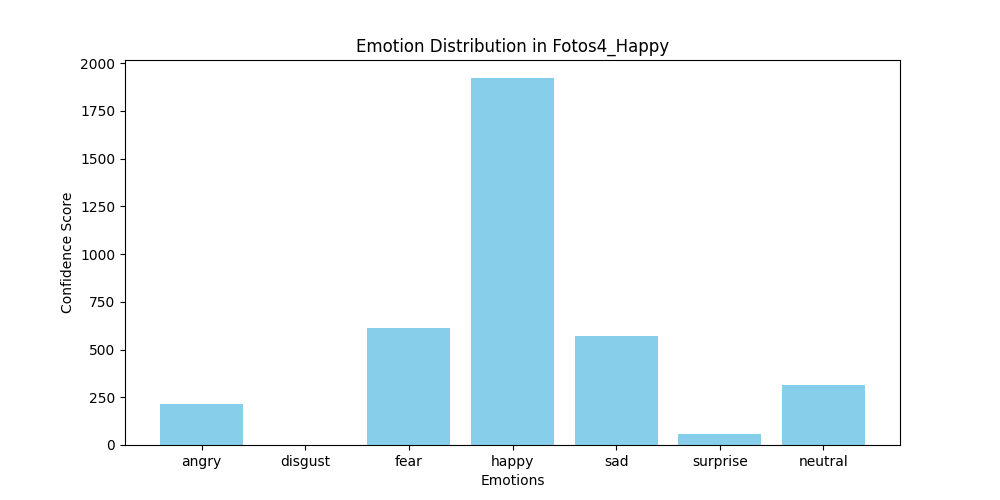 Emotion Distribution in Fotos4_Happy
2000
1750
1500
1250
1000
750
500
250
0
Confidence Score
angry disgust fear happy sad surprise neutral
Emotions